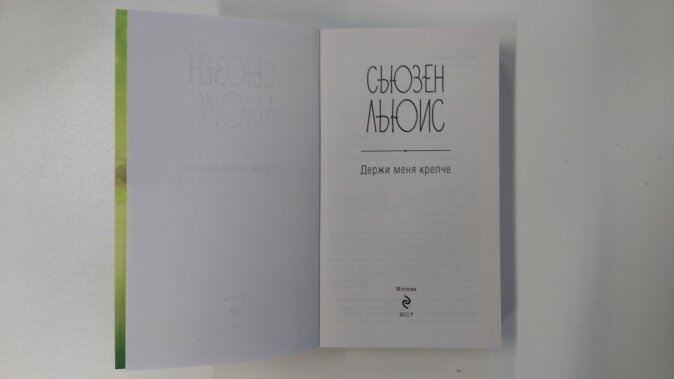 СЬЮЗЕН
ЛЬЮИС
Держи меня крепче
Москва
2017